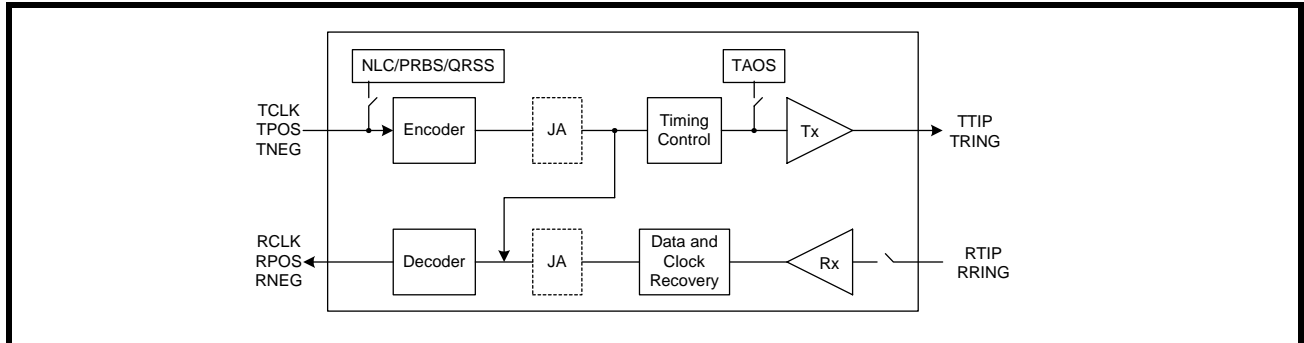 NLC/PRBS/QRSS
TAOS
TCLK
TPOS
TNEG
Encoder
JA
Timing
Control
Tx
TTIP
TRING
RCLK
RPOS
RNEG
Decoder
JA
Data and
Clock
Recovery
Rx
RTIP
RRING